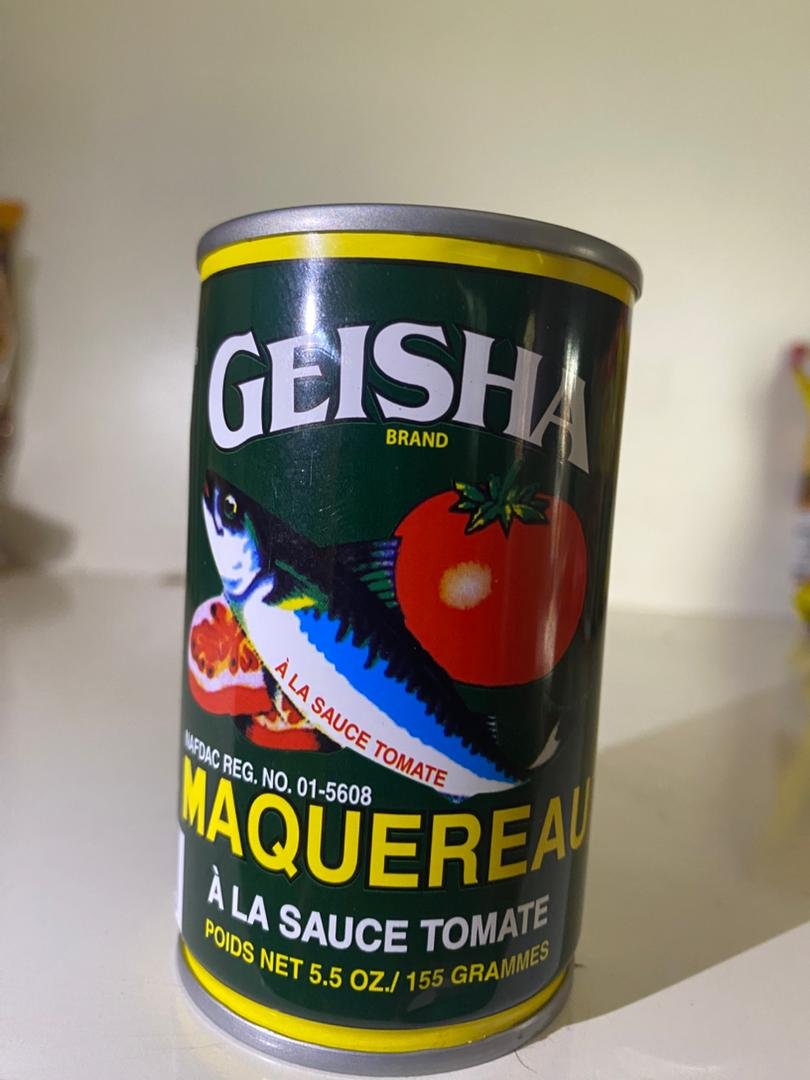 GEISHA
BRAND
À LA SAUCE TOMATE
NAFDAC REG. NO. 01-5608
MAQUEREAU
À LA SAUCE TOMATE
POIDS NET 5.5 OZ./ 155 GRAMMES